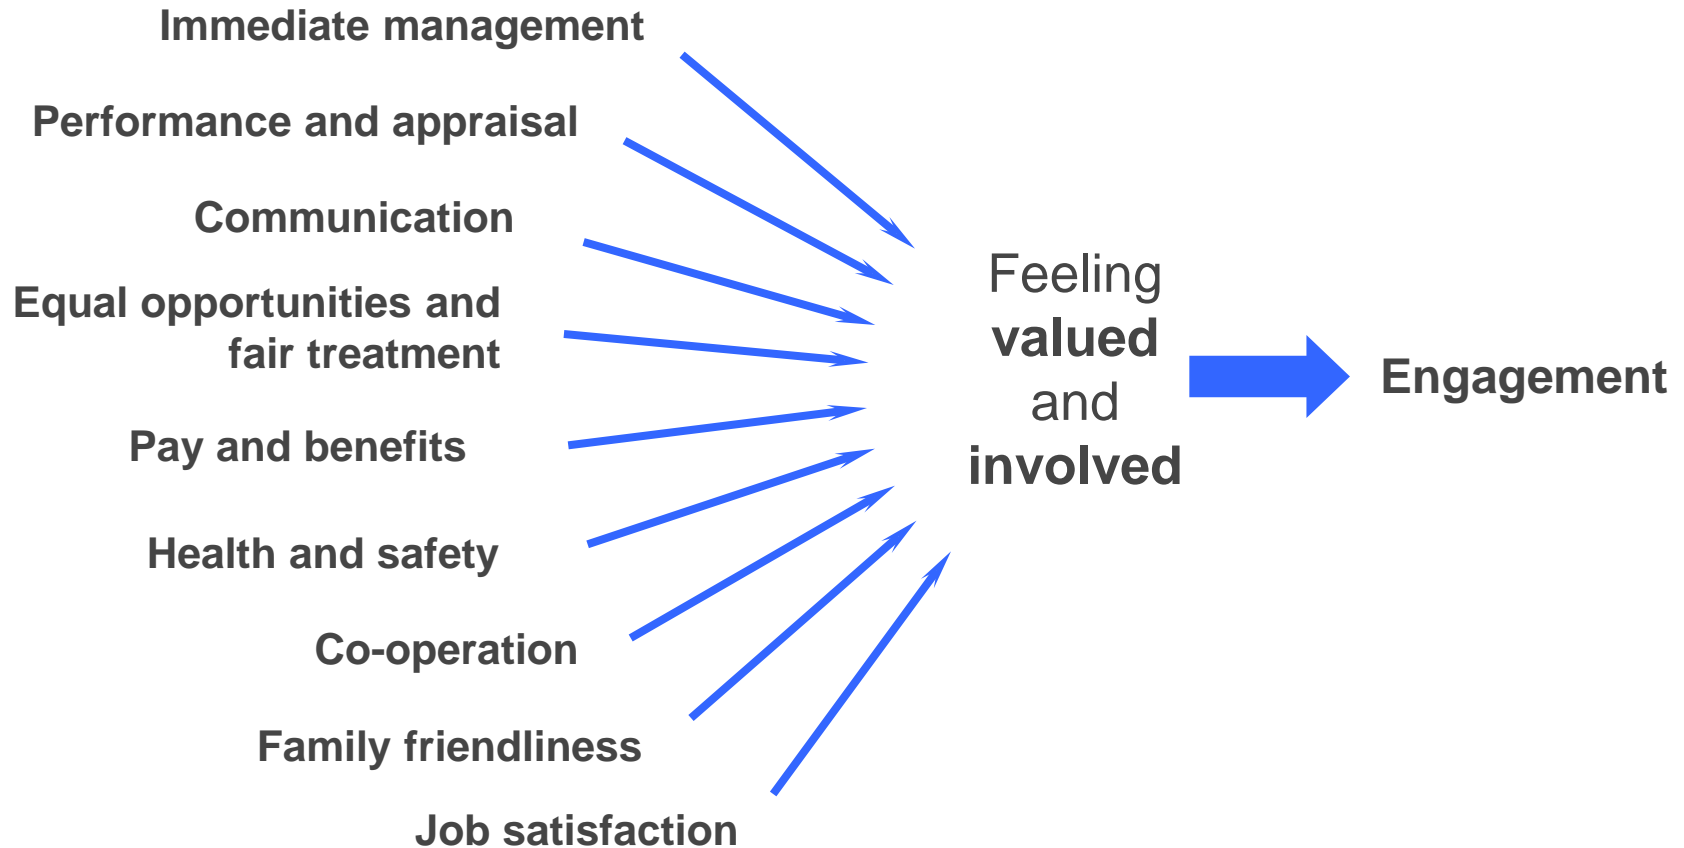 Immediate management
Performance and appraisal
Communication
Equal opportunities and
fair treatment
Pay and benefits
Health and safety
Co-operation
Family friendliness
Job satisfaction
Feeling
valued
and
involved
Engagement